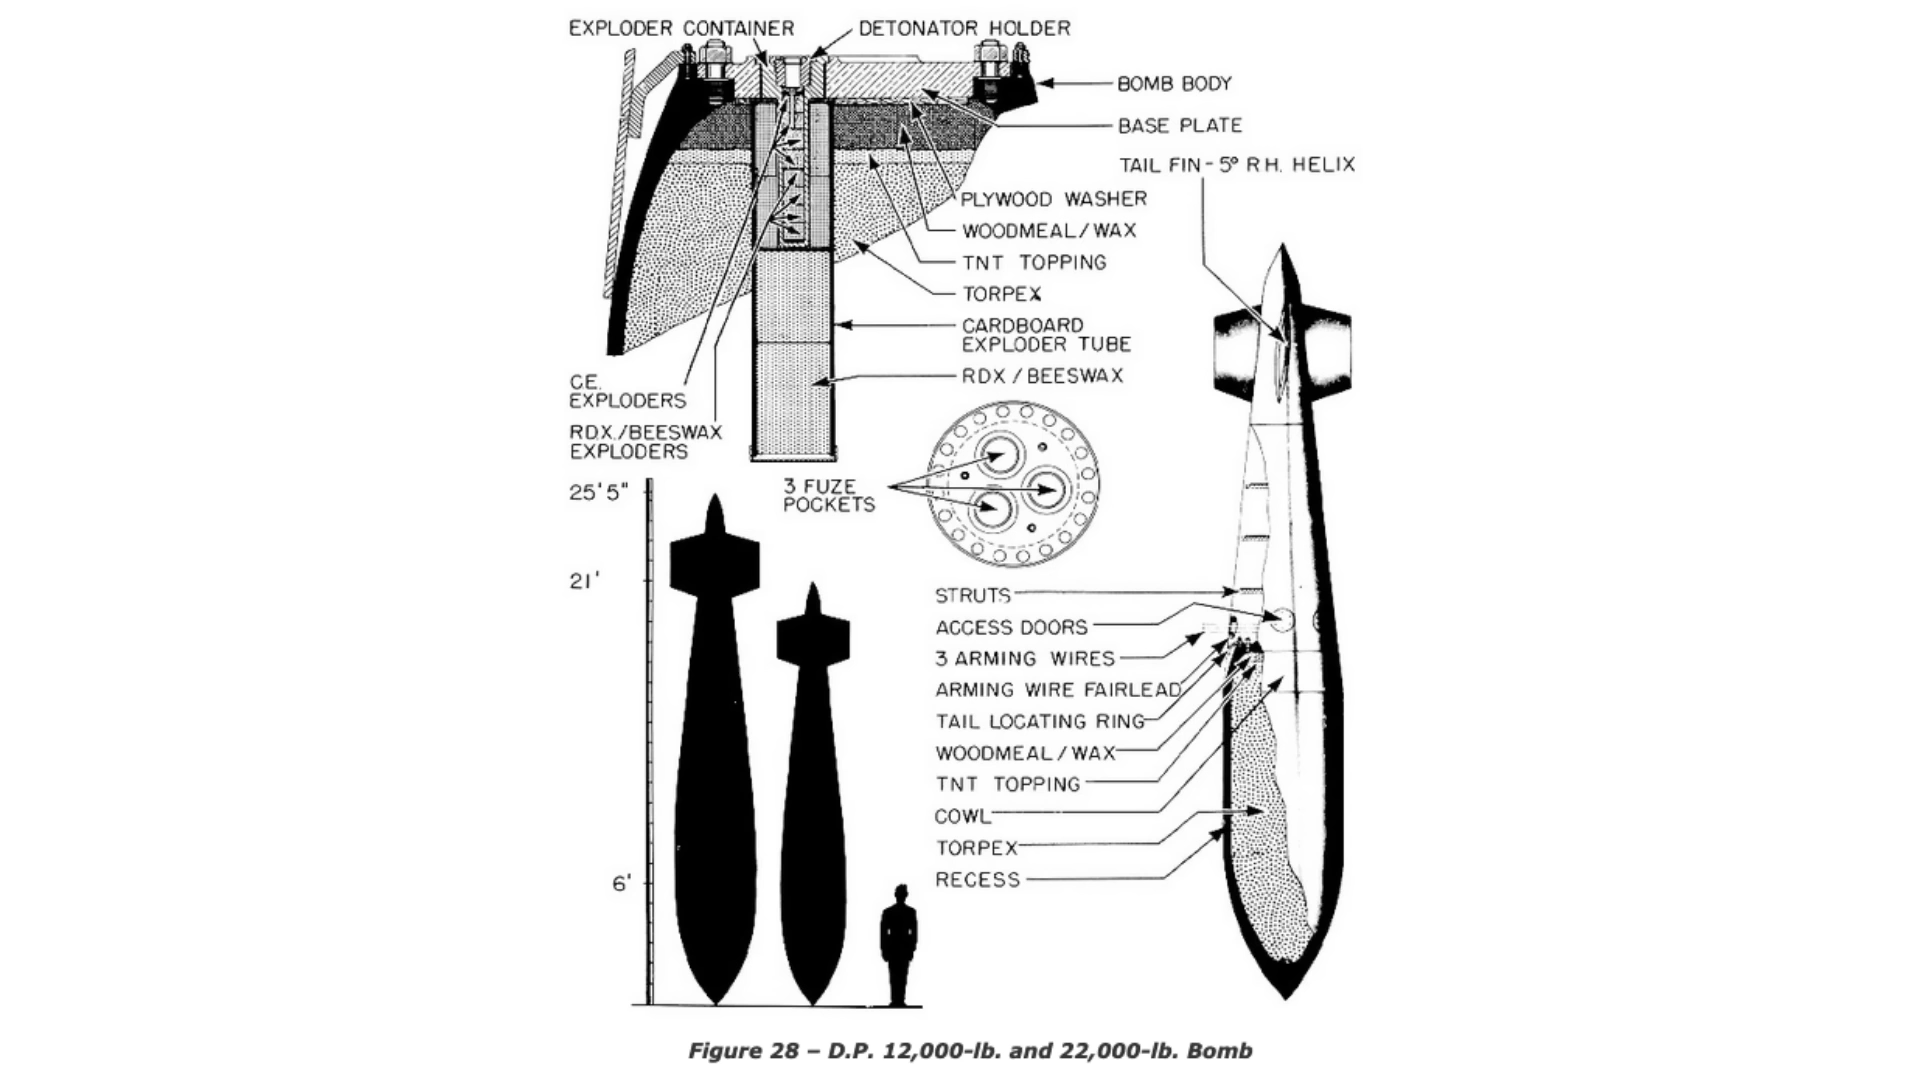 EXPLODER CONTAINER
DETONATOR HOLDER
BOMB BODY
BASE PLATE
TAIL FIN - 5° R.H. HELIX
PLYWOOD WASHER
WOODMEAL/WAX
TNT TOPPING
TORPEX
CARDBOARD
EXPLODER TUBE
RDX / BEESWAX
C.E.
EXPLODERS
RDX./BEESWAX
EXPLODERS
3 FUZE
POCKETS
25'5"
21'
6'
STRUTS
ACCESS DOORS
3 ARMING WIRES
ARMING WIRE FAIRLEAD
TAIL LOCATING RING
WOODMEAL / WAX
TNT TOPPING
COWL
TORPEX
RECESS
Figure 28 – D.P. 12,000-lb. and 22,000-lb. Bomb